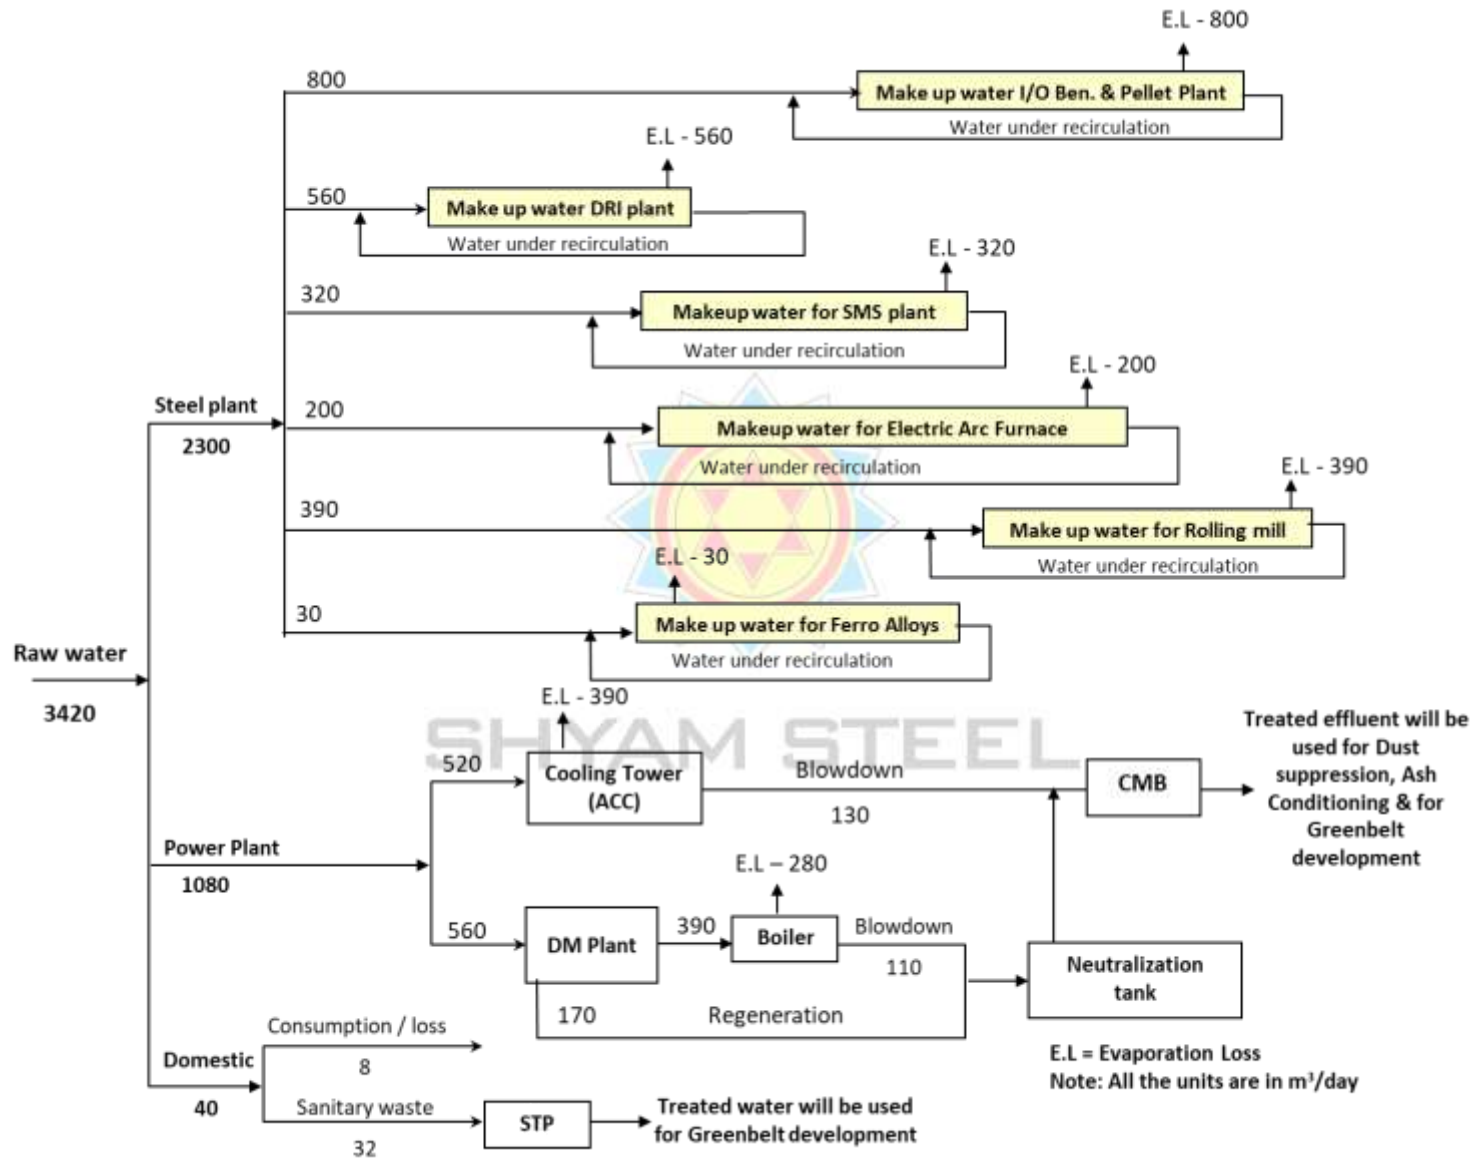 E.L - 800
800
Make up water I/O Ben. & Pellet Plant
Water under recirculation
E.L - 560
560
Make up water DRI plant
Water under recirculation
E.L - 320
320
Makeup water for SMS plant
Water under recirculation
E.L - 200
Steel plant
2300
200
Makeup water for Electric Arc Furnace
Water under recirculation
E.L - 390
390
Make up water for Rolling mill
Water under recirculation
E.L - 30
30
Make up water for Ferro Alloys
Water under recirculation
Raw water
3420
E.L - 390
SHYAM STEEL
520
Cooling Tower
(ACC)
Blowdown
130
CMB
Treated effluent will be
used for Dust
suppression, Ash
Conditioning & for
Greenbelt
development
Power Plant
1080
E.L – 280
560
DM Plant
390
Boiler
Blowdown
110
Neutralization
tank
170
Regeneration
Consumption / loss
8
Domestic
40
Sanitary waste
32
STP
Treated water will be used
for Greenbelt development
E.L = Evaporation Loss
Note: All the units are in m³/day